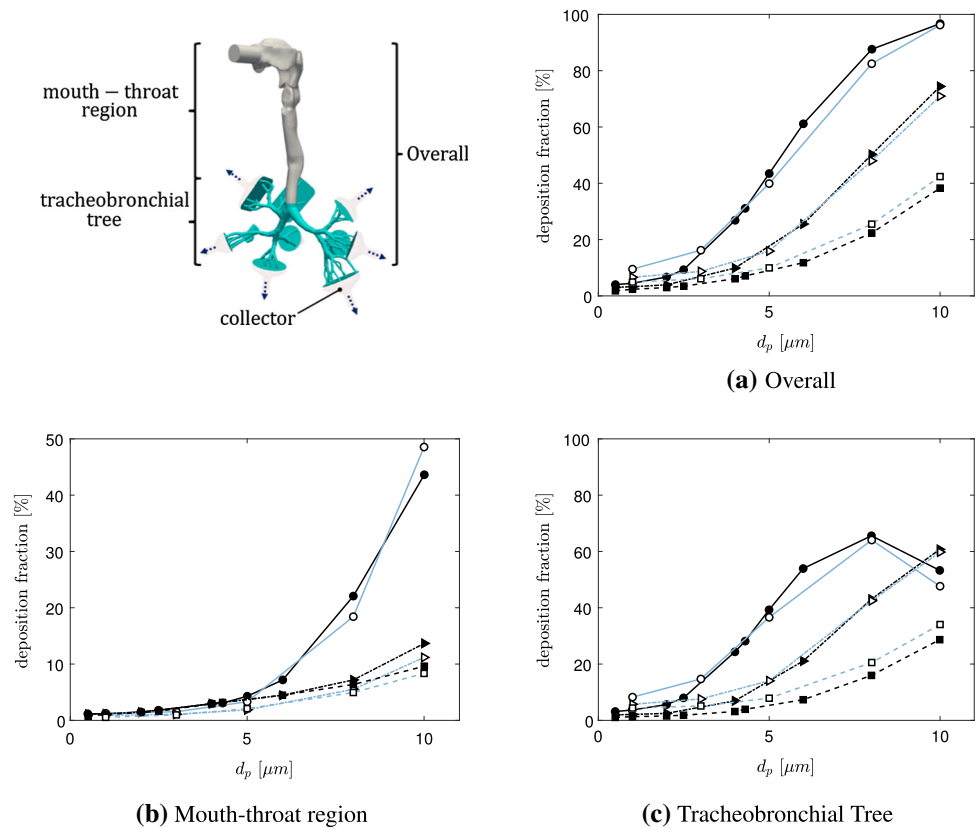 mouth – throat
region
tracheobronchial
tree
Overall
collector
deposition fraction [%]
100
80
60
40
20
0
0
5
10
d_p [μm]
(a) Overall
deposition fraction [%]
50
40
30
20
10
0
0
5
10
d_p [μm]
(b) Mouth-throat region
deposition fraction [%]
100
80
60
40
20
0
0
5
10
d_p [μm]
(c) Tracheobronchial Tree